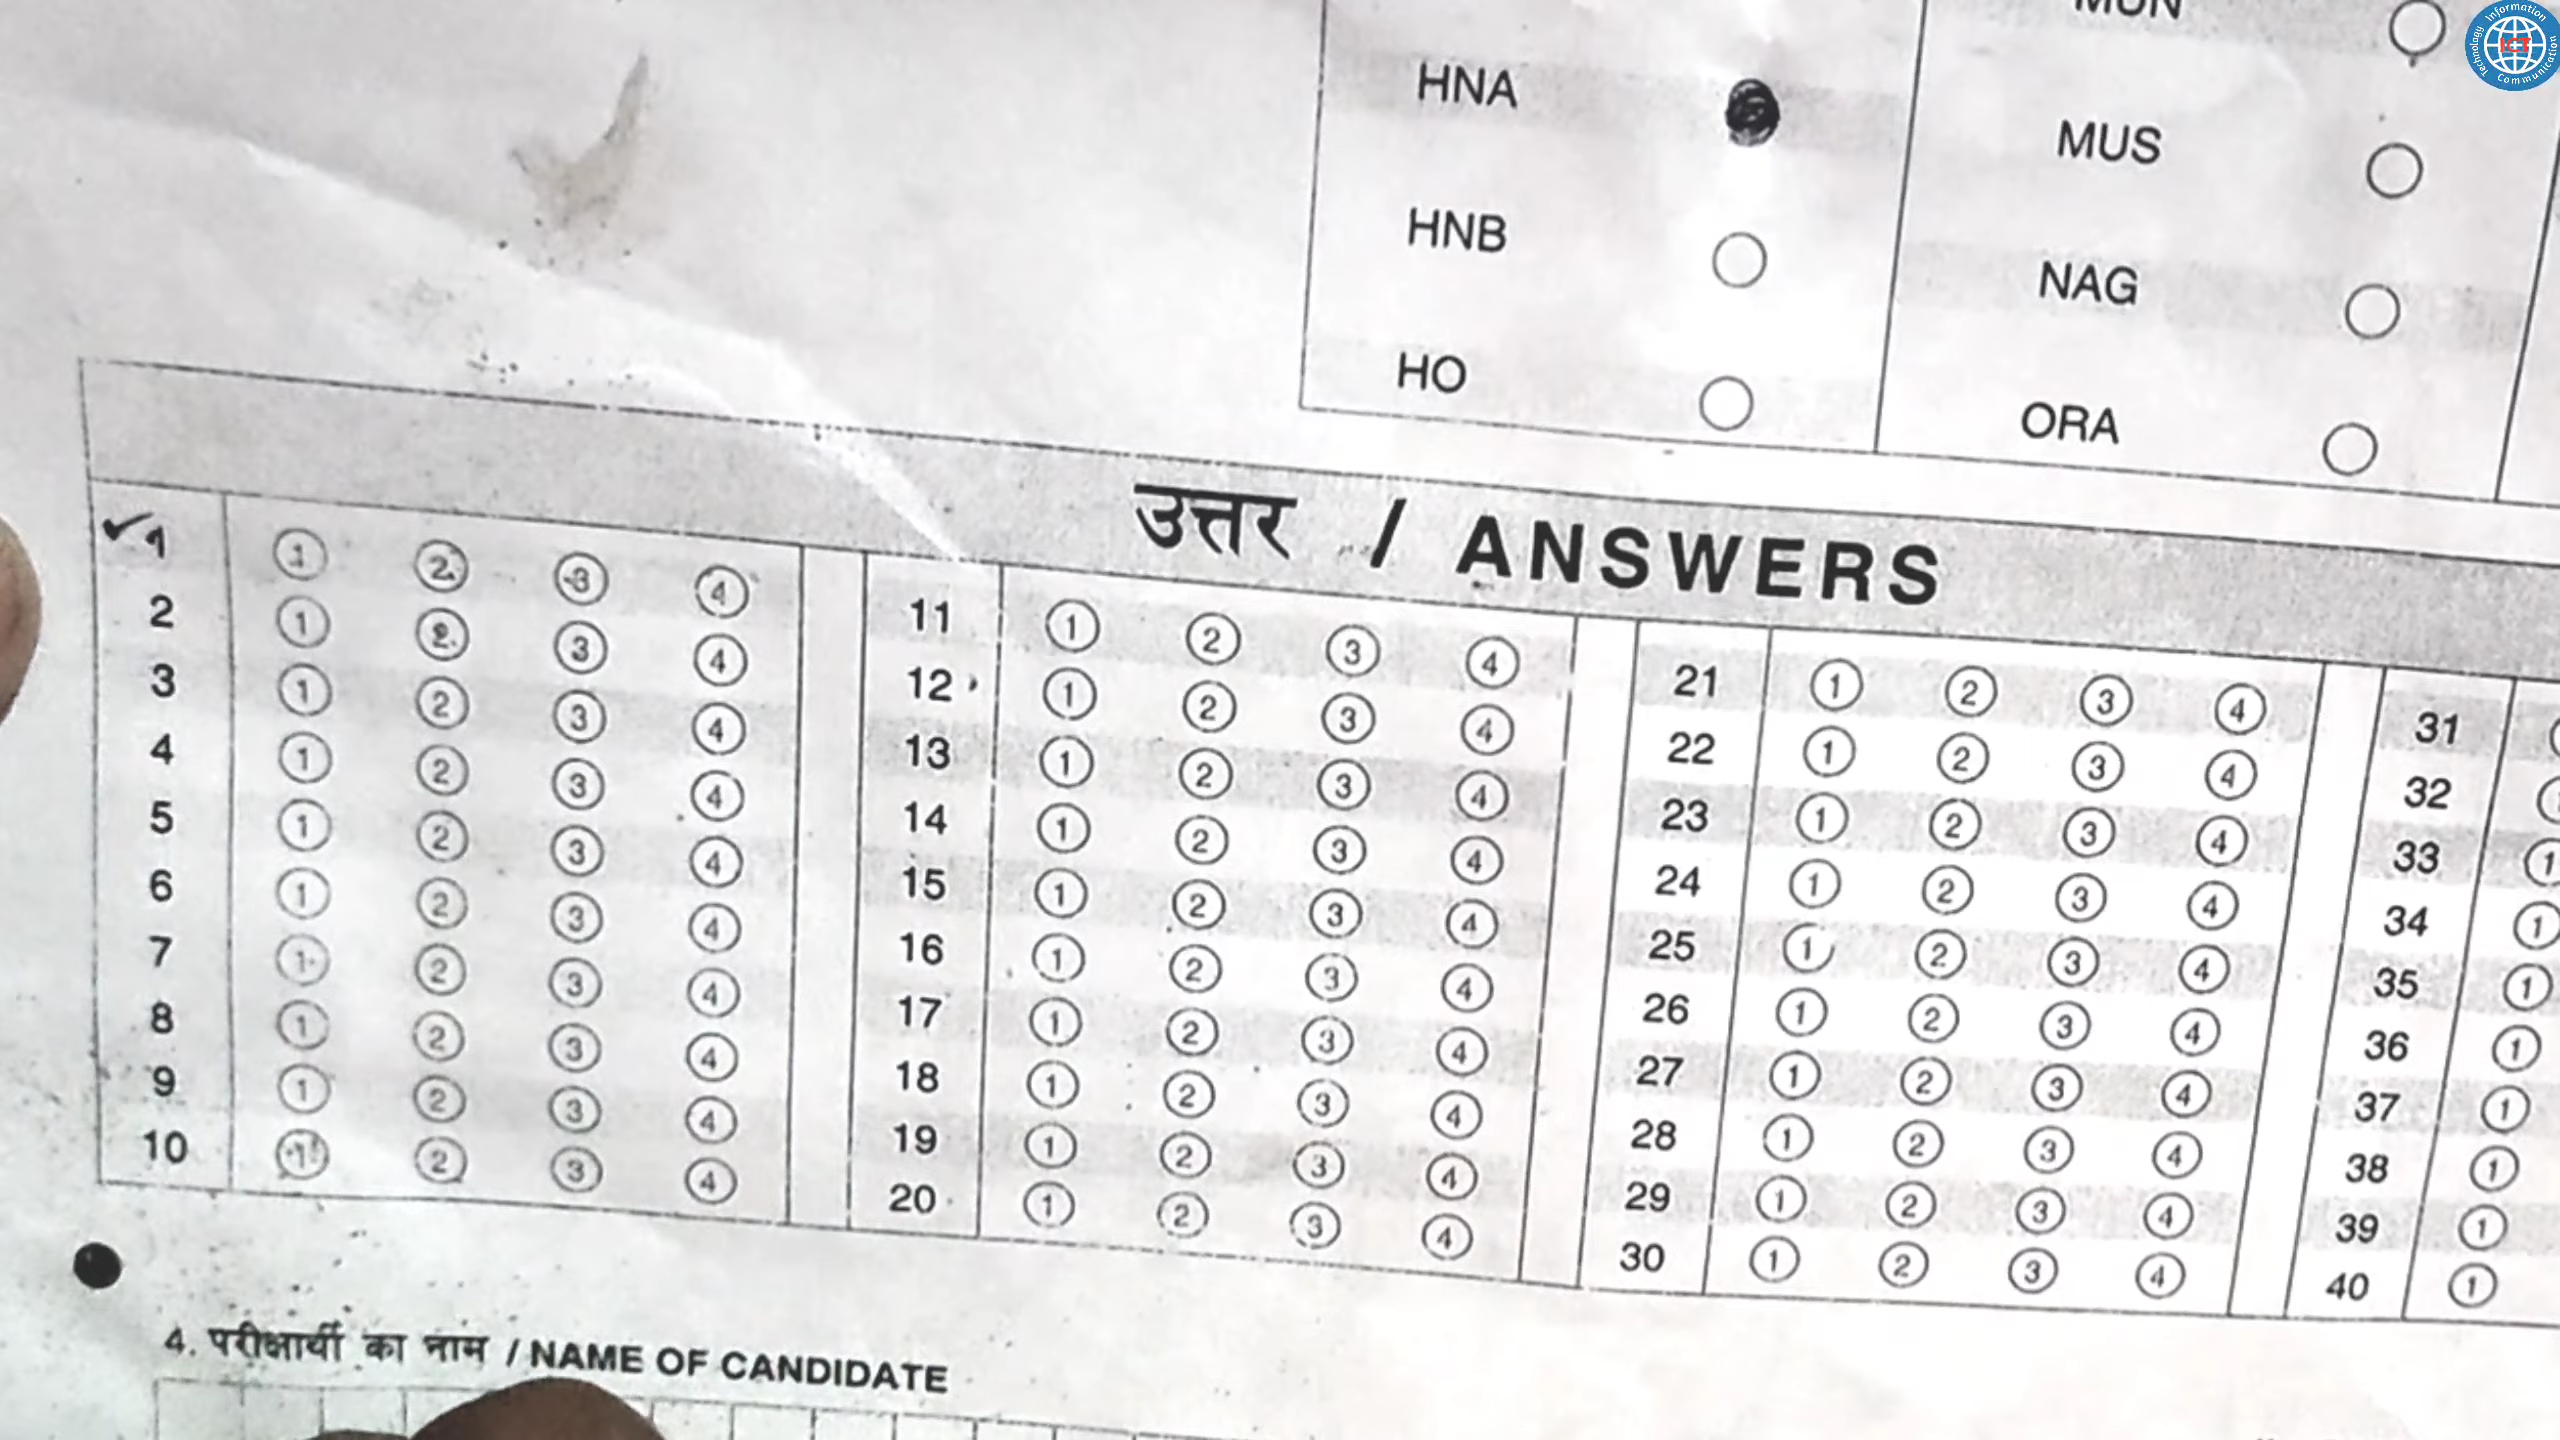 HNA
HNB
HO
MUN
MUS
NAG
ORA
Information Communication Technology
ICT
उत्तर / ANSWERS
1 1 2 3 4
2 1 2 3 4
3 1 2 3 4
4 1 2 3 4
5 1 2 3 4
6 1 2 3 4
7 1 2 3 4
8 1 2 3 4
9 1 2 3 4
10 1 2 3 4
11 1 2 3 4
12 1 2 3 4
13 1 2 3 4
14 1 2 3 4
15 1 2 3 4
16 1 2 3 4
17 1 2 3 4
18 1 2 3 4
19 1 2 3 4
20 1 2 3 4
21 1 2 3 4
22 1 2 3 4
23 1 2 3 4
24 1 2 3 4
25 1 2 3 4
26 1 2 3 4
27 1 2 3 4
28 1 2 3 4
29 1 2 3 4
30 1 2 3 4
31
32 1
33 1
34 1
35 1
36 1
37 1
38 1
39 1
40 1
4. परीक्षार्थी का नाम / NAME OF CANDIDATE